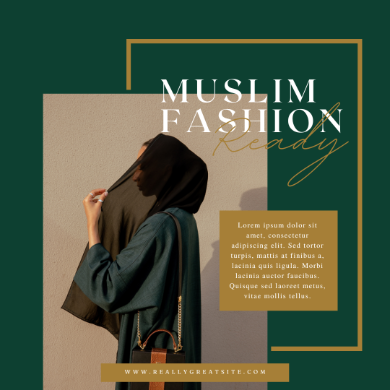 MUSLIM
FASHION
Ready
Lorem ipsum dolor sit
amet, consectetur
adipiscing elit. Sed tortor
turpis, mattis at finibus a,
lacinia quis ligula. Morbi
lacinia auctor faucibus.
Quisque sed laoreet metus,
vitae mollis tellus.
WWW.REALLYGREATSITE.COM